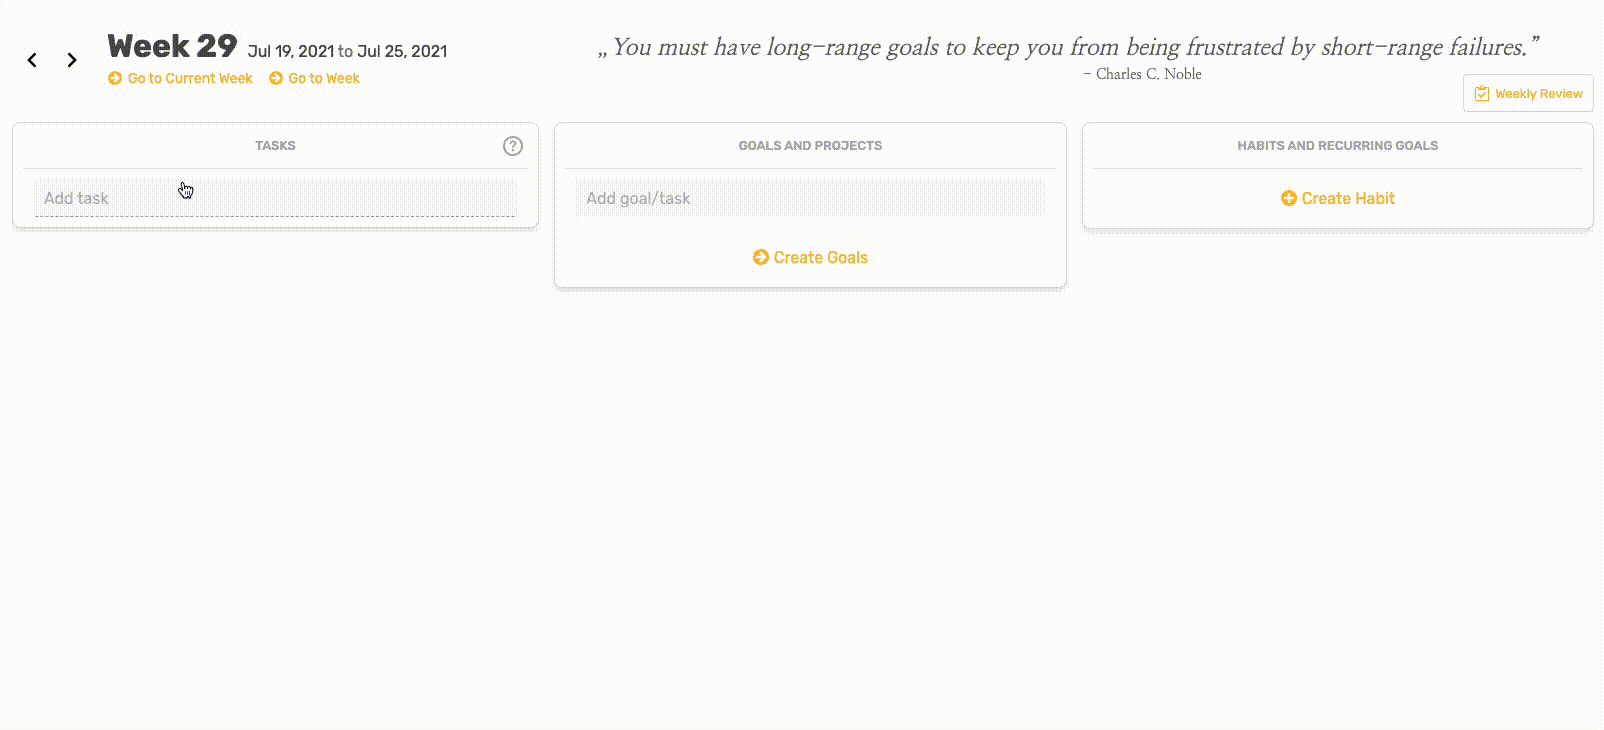 Week 29 Jul 19, 2021 to Jul 25, 2021
Go to Current Week Go to Week
„You must have long-range goals to keep you from being frustrated by short-range failures.”
- Charles C. Noble
Weekly Review
TASKS
Add task
GOALS AND PROJECTS
Add goal/task
Create Goals
HABITS AND RECURRING GOALS
Create Habit